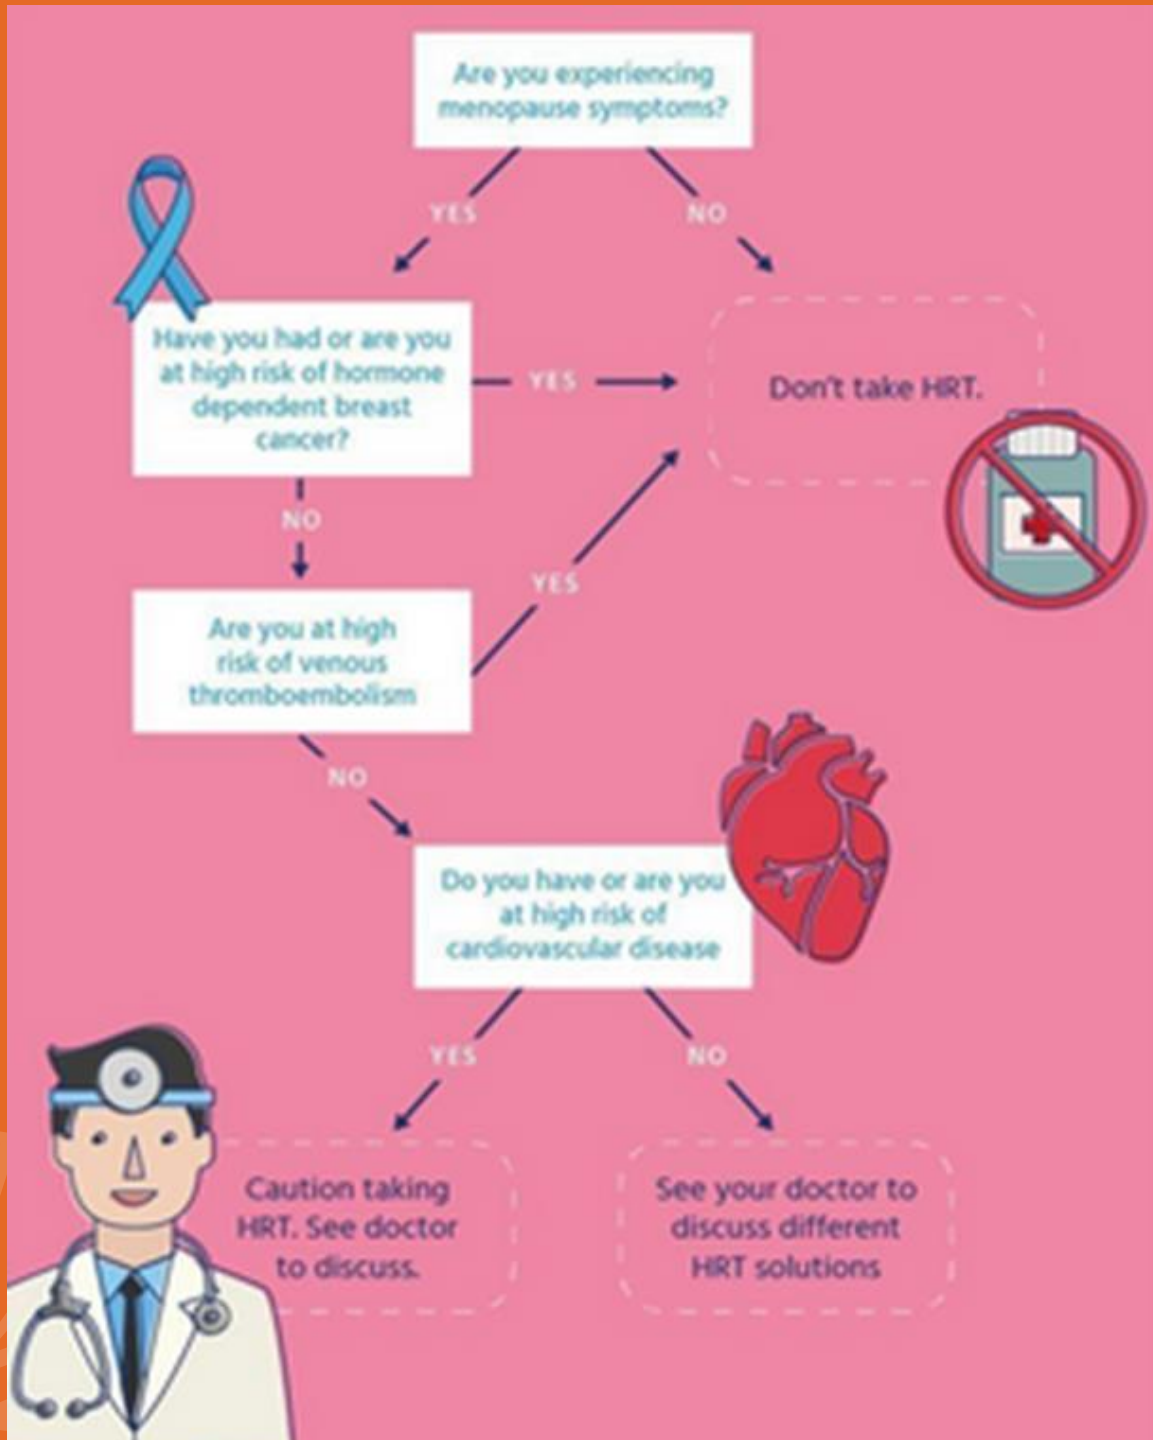 Are you experiencing
menopause symptoms?
YES
NO
Have you had or are you
at high risk of hormone
dependent breast
cancer?
YES
Don't take HRT.
NO
Are you at high
risk of venous
thromboembolism
YES
NO
Do you have or are you
at high risk of
cardiovascular disease
YES
NO
Caution taking
HRT. See doctor
to discuss.
See your doctor to
discuss different
HRT solutions